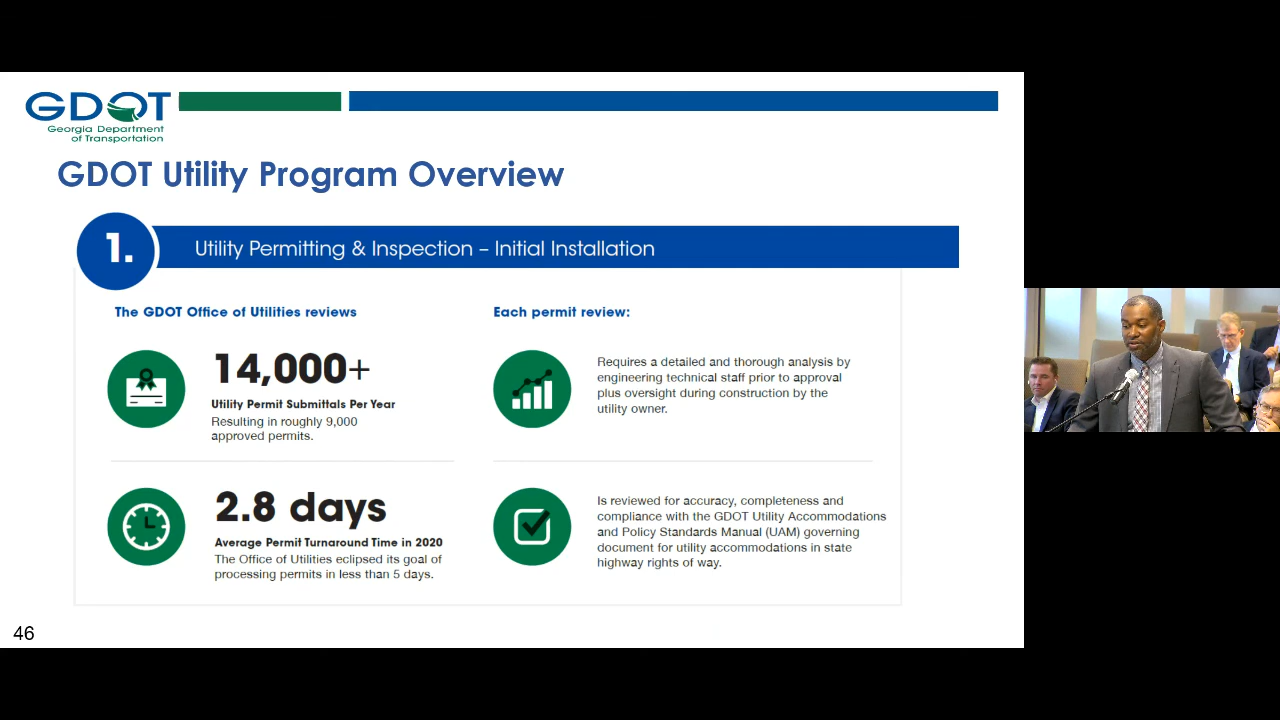 GDOT
Georgia Department
of Transportation
GDOT Utility Program Overview
1.
Utility Permitting & Inspection – Initial Installation
The GDOT Office of Utilities reviews
14,000+
Utility Permit Submittals Per Year
Resulting in roughly 9,000
approved permits.
2.8 days
Average Permit Turnaround Time in 2020
The Office of Utilities eclipsed its goal of
processing permits in less than 5 days.
Each permit review:
Requires a detailed and thorough analysis by
engineering technical staff prior to approval
plus oversight during construction by the
utility owner.
Is reviewed for accuracy, completeness and
compliance with the GDOT Utility Accommodations
and Policy Standards Manual (UAM) governing
document for utility accommodations in state
highway rights of way.
46